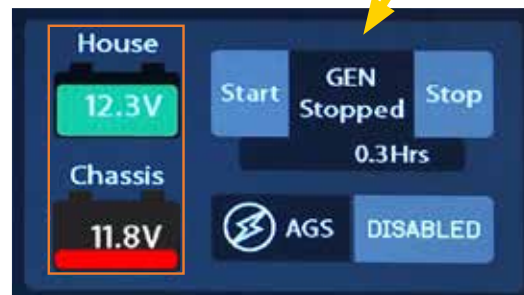 House
12.3V
Chassis
11.8V
Start
GEN
Stopped
Stop
0.3Hrs
AGS
DISABLED